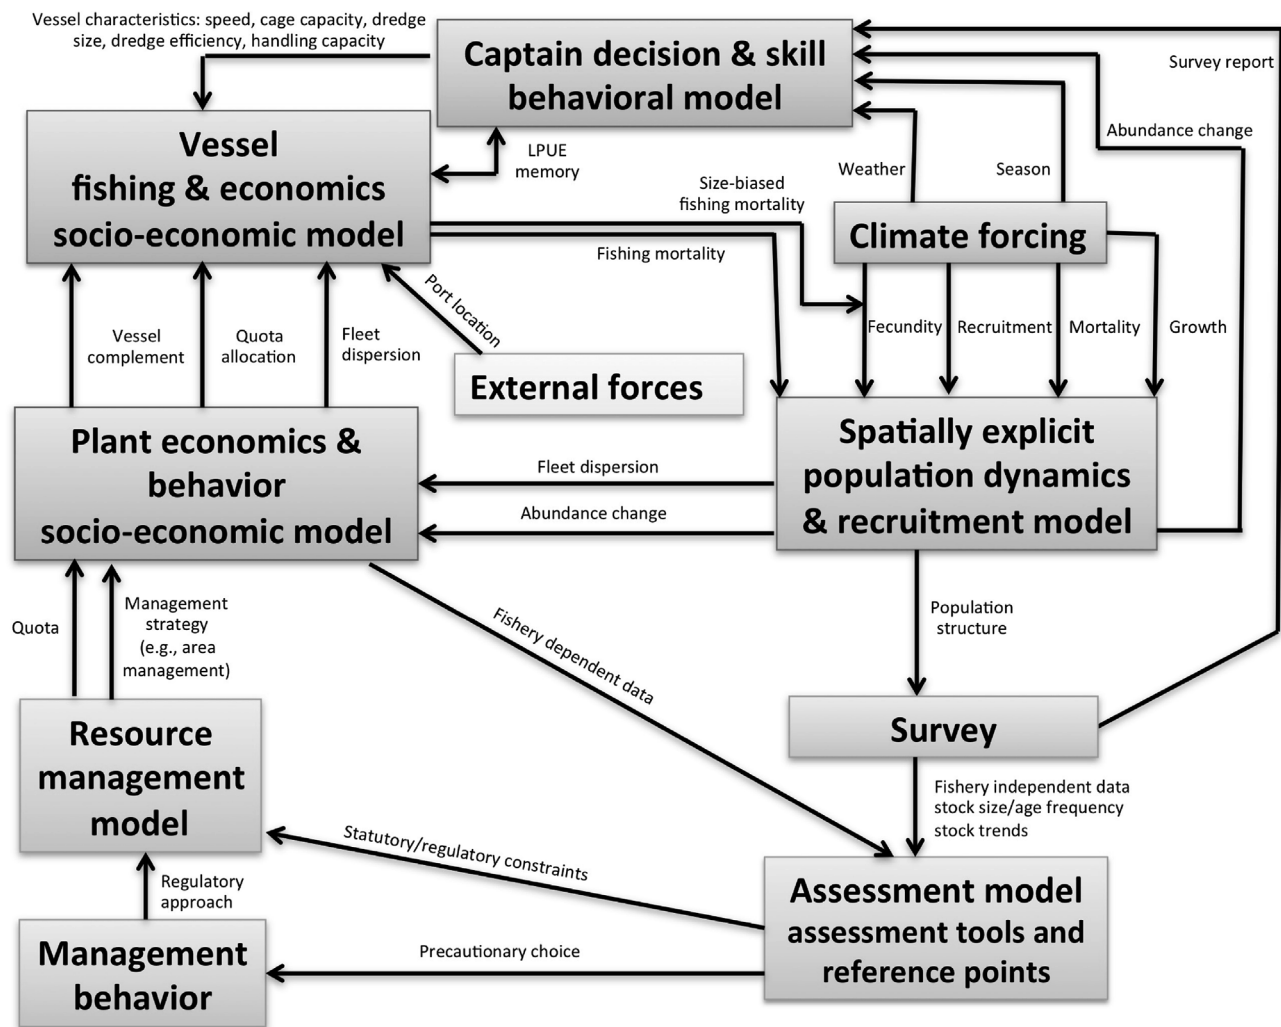 Vessel characteristics: speed, cage capacity, dredge
size, dredge efficiency, handling capacity
Captain decision & skill
behavioral model
Survey report
Abundance change
Vessel
fishing & economics
socio-economic model
LPUE
memory
Weather
Season
Size-biased
fishing mortality
Climate forcing
Fishing mortality
Port location
Vessel
complement
Quota
allocation
Fleet
dispersion
Fecundity
Recruitment
Mortality
Growth
External forces
Plant economics &
behavior
socio-economic model
Fleet dispersion
Abundance change
Spatially explicit
population dynamics
& recruitment model
Quota
Management
strategy
(e.g., area
management)
Fishery dependent data
Population
structure
Resource
management
model
Survey
Fishery independent data
stock size/age frequency
stock trends
Statutory/regulatory constraints
Regulatory
approach
Assessment model
assessment tools and
reference points
Management
behavior
Precautionary choice